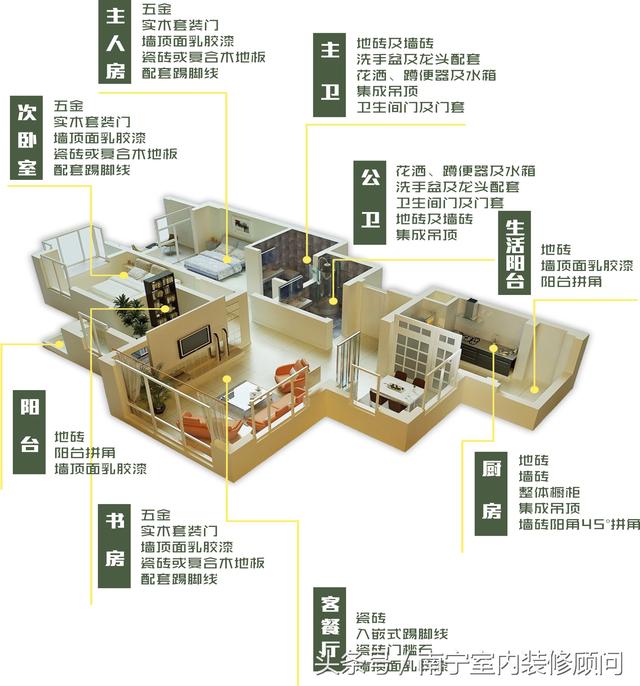 主人房
五金
实木套装门
墙顶面乳胶漆
瓷砖或复合木地板
配套踢脚线
主卫
地砖及墙砖
洗手盆及龙头配套
花洒、蹲便器及水箱
集成吊顶
卫生间门及门套
次卧室
五金
实木套装门
墙顶面乳胶漆
瓷砖或复合木地板
配套踢脚线
公卫
花洒、蹲便器及水箱
洗手盆及龙头配套
卫生间门及门套
地砖及墙砖
集成吊顶
生活阳台
地砖
墙顶面乳胶漆
阳台拼角
阳台
地砖
阳台拼角
墙顶面乳胶漆
厨房
地砖
墙砖
整体橱柜
集成吊顶
墙砖阳角45°拼角
书房
五金
实木套装门
墙顶面乳胶漆
瓷砖或复合木地板
配套踢脚线
客餐厅
瓷砖
入嵌式踢脚线
瓷砖门槛石
墙顶面乳胶漆
头条号/南宁室内装修顾问